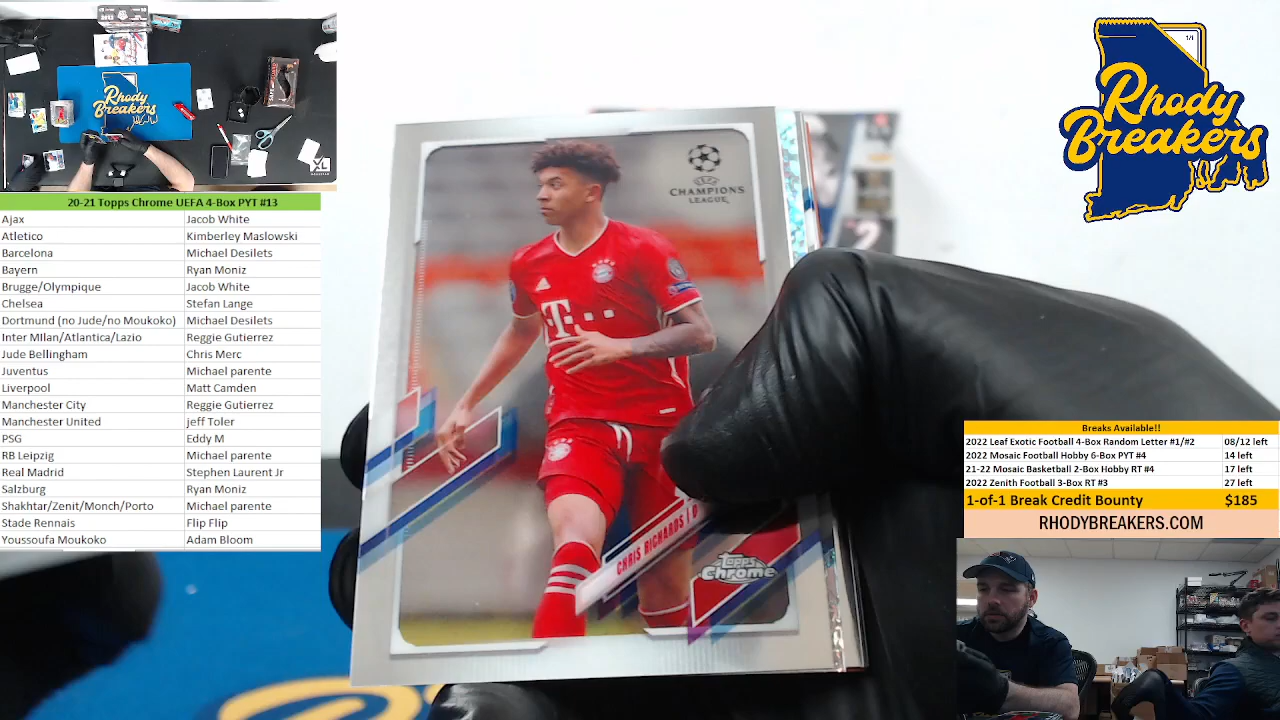 Rhody
Breakers
20-21 Topps Chrome UEFA 4-Box PYT #13
Ajax Jacob White
Atletico Kimberley Maslowski
Barcelona Michael Desilets
Bayern Ryan Moniz
Brugge/Olympique Jacob White
Chelsea Stefan Lange
Dortmund (no Jude/no Moukoko) Michael Desilets
Inter MIlan/Atlantica/Lazio Reggie Gutierrez
Jude Bellingham Chris Merc
Juventus Michael parente
Liverpool Matt Camden
Manchester City Reggie Gutierrez
Manchester United jeff Toler
PSG Eddy M
RB Leipzig Michael parente
Real Madrid Stephen Laurent Jr
Salzburg Ryan Moniz
Shakhtar/Zenit/Monch/Porto Michael parente
Stade Rennais Flip Flip
Youssoufa Moukoko Adam Bloom
UEFA
CHAMPIONS
LEAGUE
T
CHRIS RICHARDS | D
Topps
Chrome
2
1/1
Rhody
Breakers
Breaks Available!!
2022 Leaf Exotic Football 4-Box Random Letter #1/#2 08/12 left
2022 Mosaic Football Hobby 6-Box PYT #4 14 left
21-22 Mosaic Basketball 2-Box Hobby RT #4 17 left
2022 Zenith Football 3-Box RT #3 27 left
1-of-1 Break Credit Bounty $185
RHODYBREAKERS.COM
XL